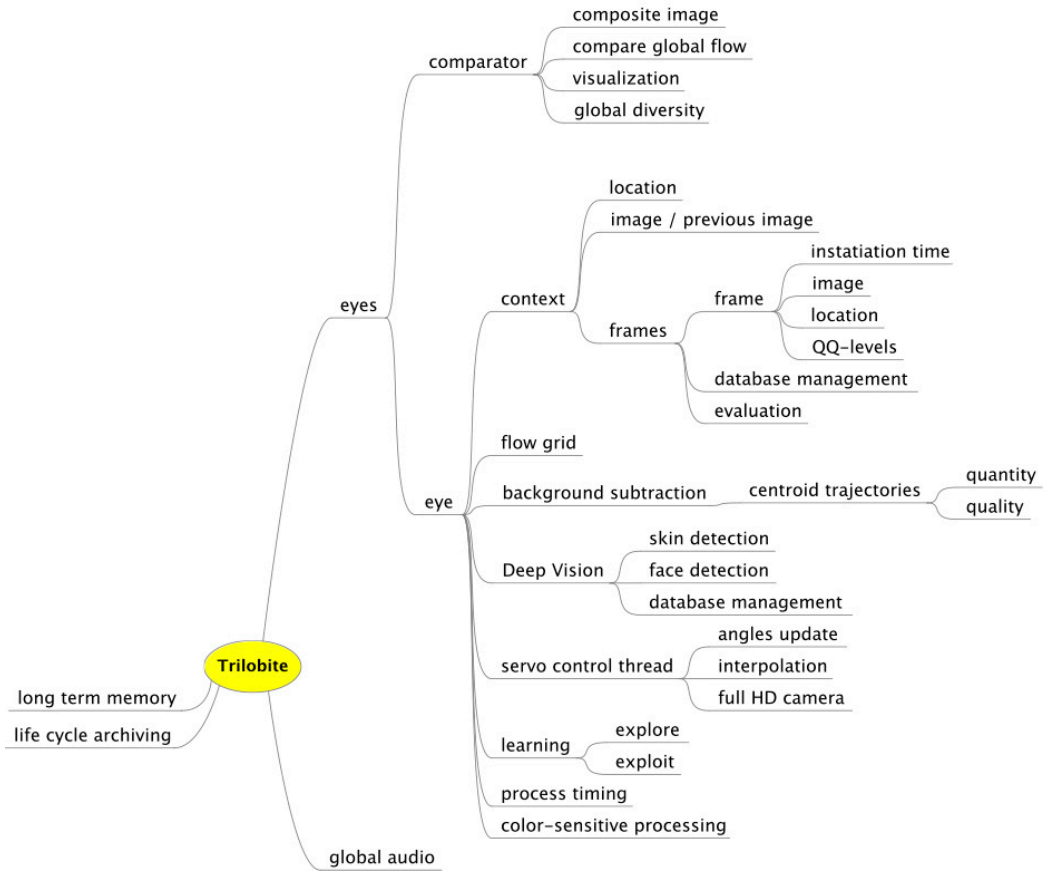 composite image
compare global flow
comparator
visualization
global diversity
location
image / previous image
instatiation time
image
eyes
context
frame
location
frames
QQ-levels
database management
evaluation
flow grid
eye
background subtraction
centroid trajectories
quantity
quality
skin detection
Deep Vision
face detection
database management
angles update
Trilobite
servo control thread
interpolation
full HD camera
long term memory
life cycle archiving
explore
learning
exploit
process timing
color-sensitive processing
global audio